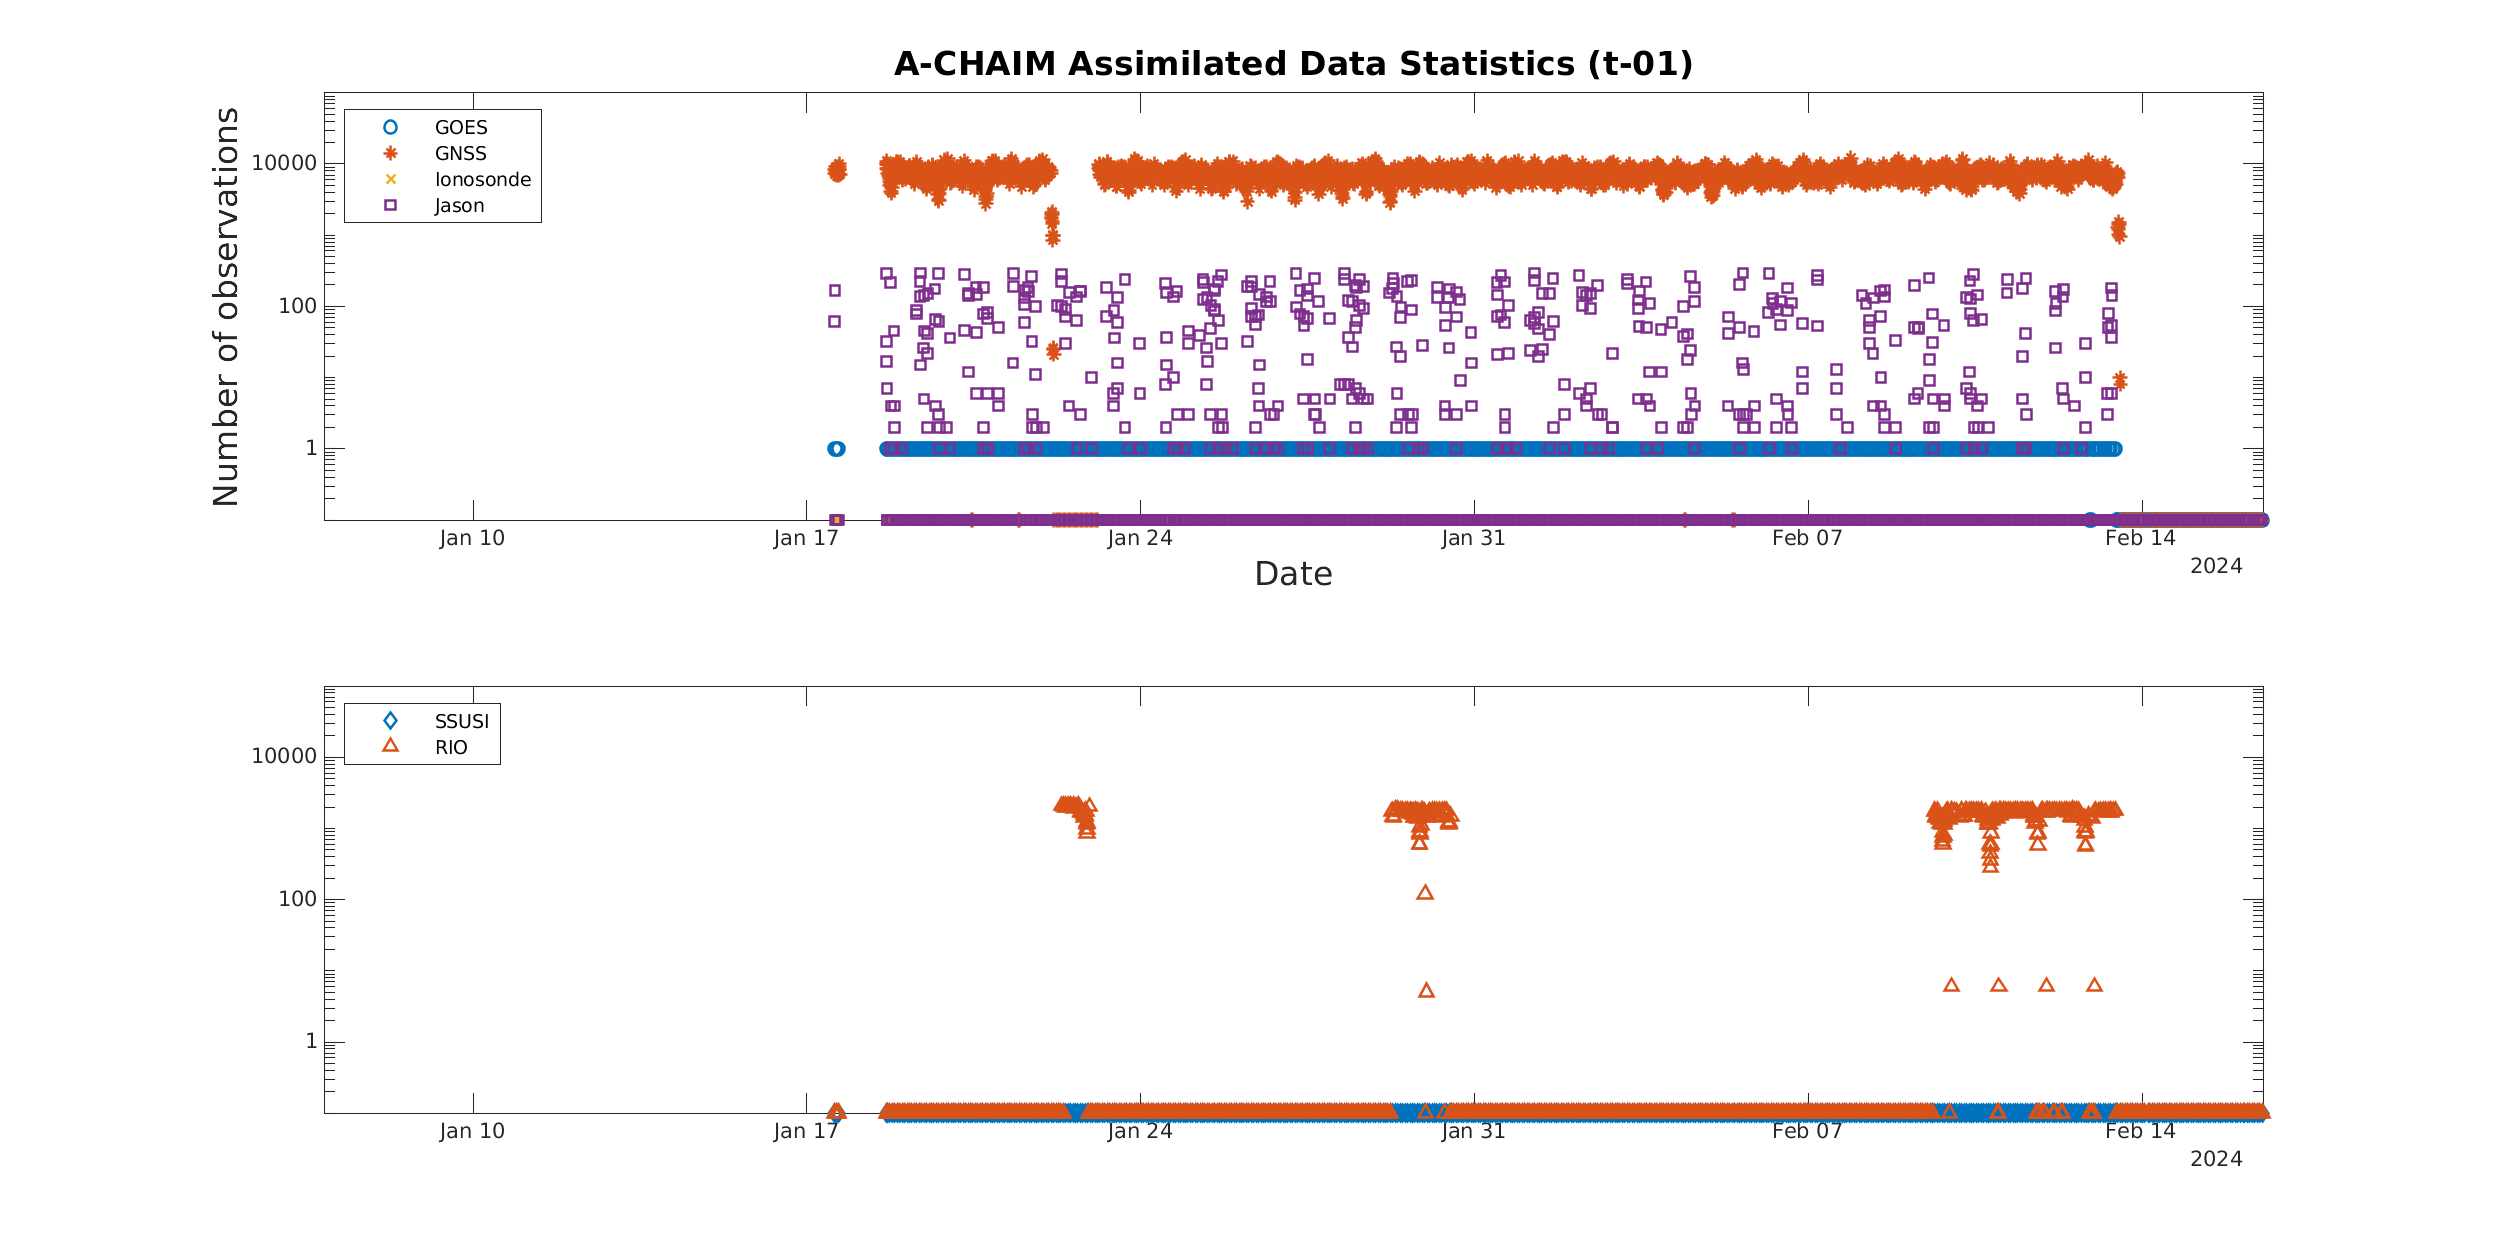 A-CHAIM Assimilated Data Statistics (t-01)
Number of observations
10000
100
1
GOES
GNSS
Ionosonde
Jason
Jan 10
Jan 17
Jan 24
Jan 31
Feb 07
Feb 14
2024
Date
10000
100
1
SSUSI
RIO
Jan 10
Jan 17
Jan 24
Jan 31
Feb 07
Feb 14
2024